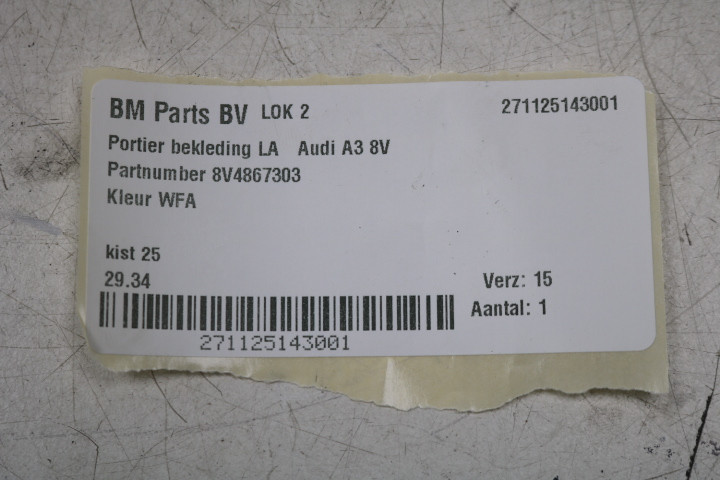 BM Parts BV LOK 2 271125143001
Portier bekleding LA Audi A3 8V
Partnumber 8V4867303
Kleur WFA
kist 25
29.34 Verz: 15
Aantal: 1
271125143001